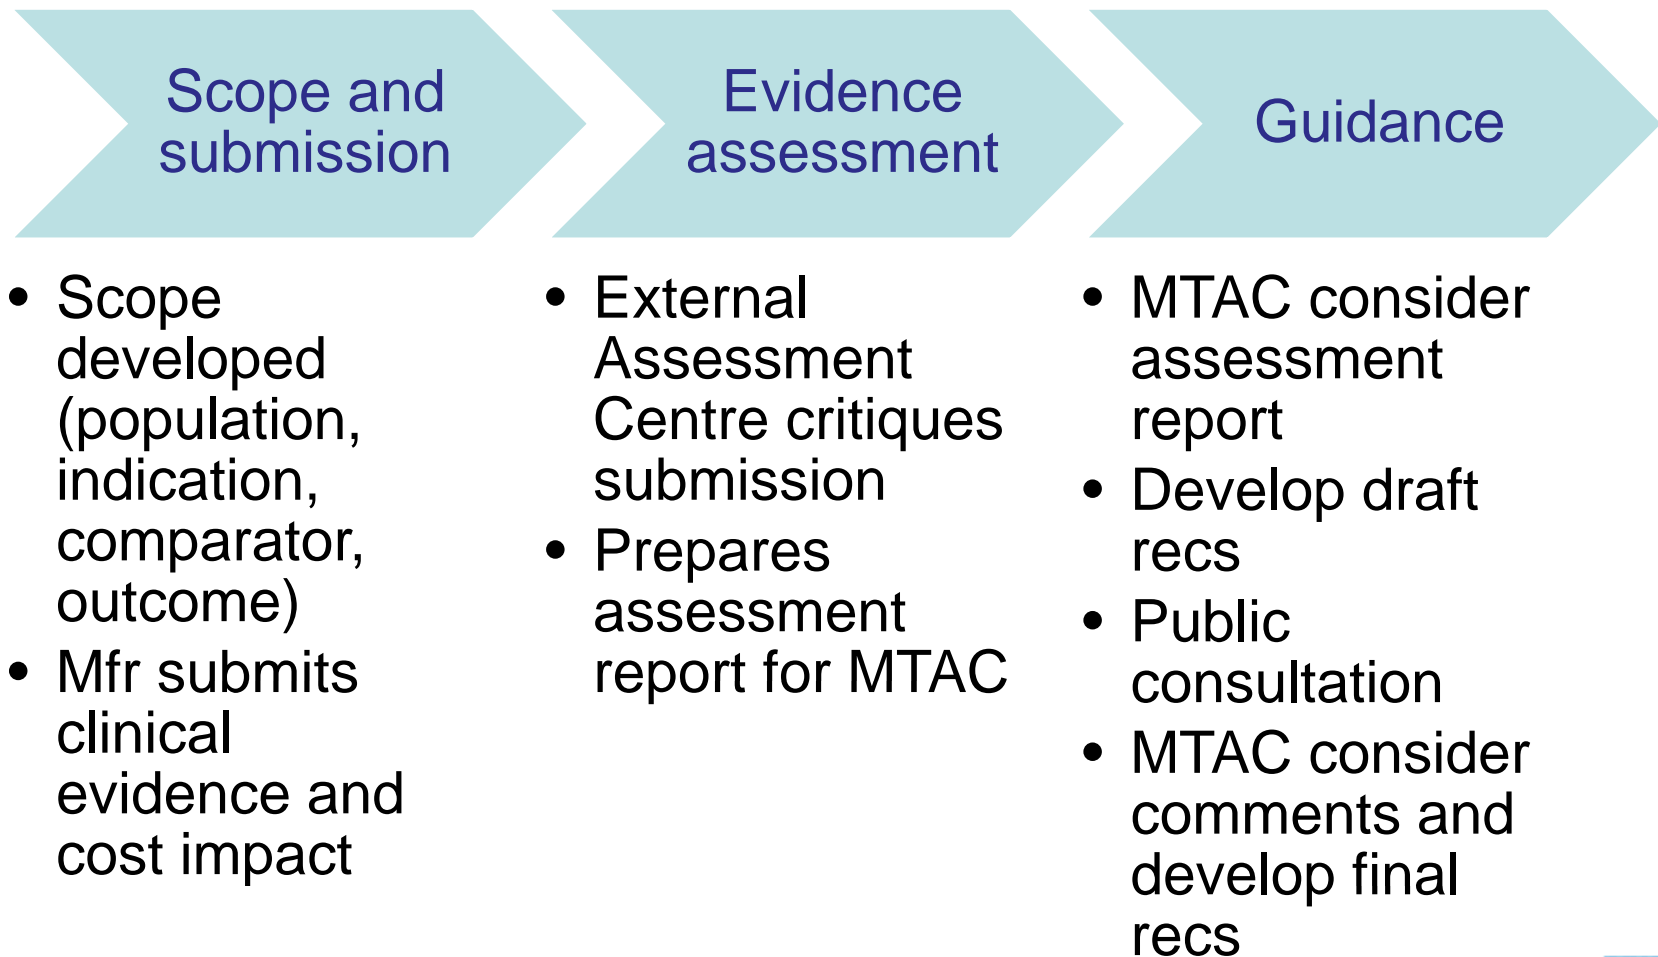 Scope and
submission
Evidence
assessment
Guidance
• Scope
developed
(population,
indication,
comparator,
outcome)
• Mfr submits
clinical
evidence and
cost impact
• External
Assessment
Centre critiques
submission
• Prepares
assessment
report for MTAC
• MTAC consider
assessment
report
• Develop draft
recs
• Public
consultation
• MTAC consider
comments and
develop final
recs